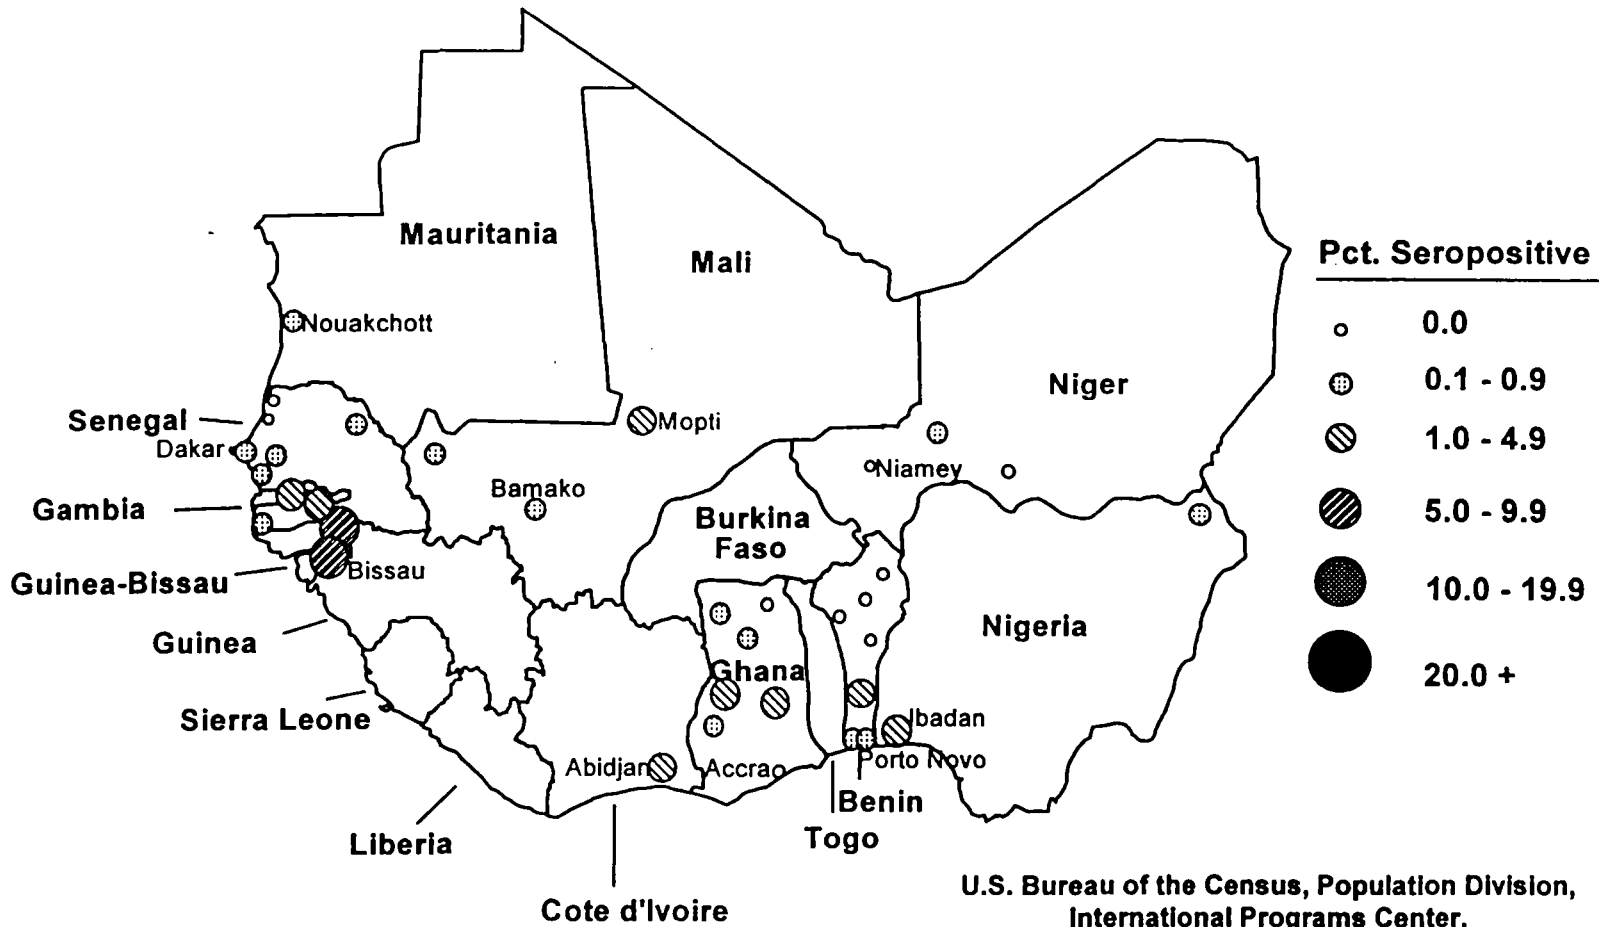 Mauritania
Mali
Pct. Seropositive
0.0
0.1 - 0.9
1.0 - 4.9
5.0 - 9.9
10.0 - 19.9
20.0 +
Nouakchott
Niger
Senegal
Dakar
Mopti
Niamey
Bamako
Gambia
Burkina
Faso
Bissau
Guinea-Bissau
Guinea
Nigeria
Ghana
Sierra Leone
Ibadan
Abidjan
Accra
Porto Novo
Benin
Togo
Liberia
Cote d'Ivoire
U.S. Bureau of the Census, Population Division,
International Programs Center.